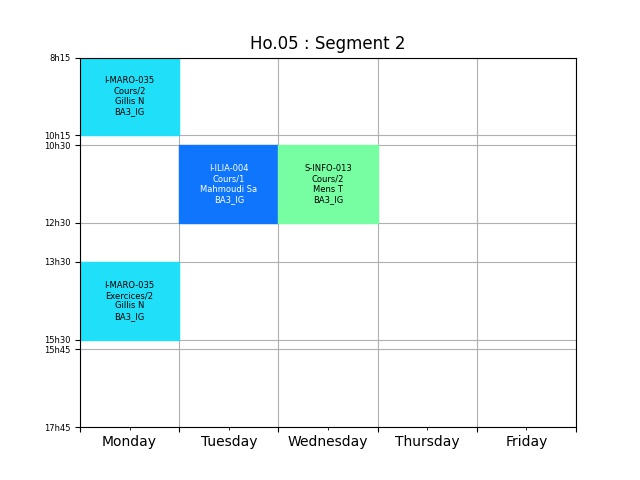 Ho.05 : Segment 2
8h15
I-MARO-035
Cours/2
Gillis N
BA3_IG
10h15
10h30
I-ILIA-004
Cours/1
Mahmoudi Sa
BA3_IG
S-INFO-013
Cours/2
Mens T
BA3_IG
12h30
13h30
I-MARO-035
Exercices/2
Gillis N
BA3_IG
15h30
15h45
17h45
Monday Tuesday Wednesday Thursday Friday